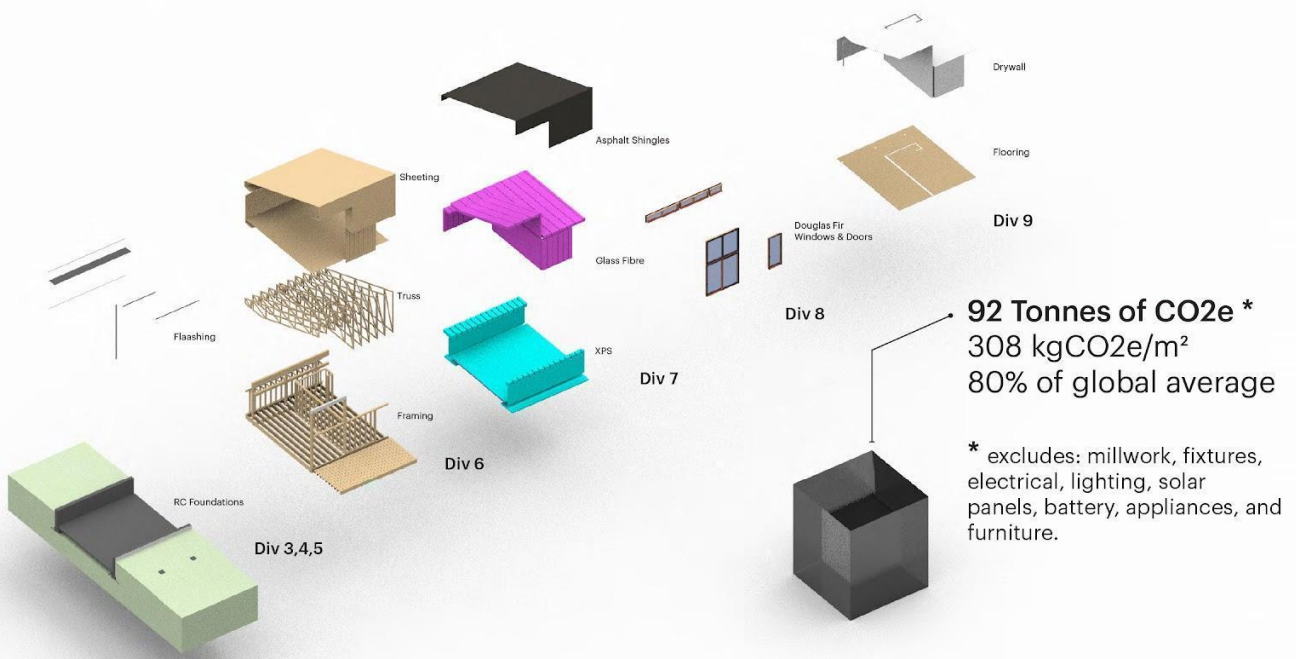 Drywall
Asphalt Shingles
Flooring
Sheeting
Div 9
Douglas Fir
Windows & Doors
Glass Fibre
Truss
Div 8
Flaashing
XPS
Div 7
Framing
Div 6
RC Foundations
Div 3,4,5
92 Tonnes of CO2e *
308 kgCO2e/m²
80% of global average
* excludes: millwork, fixtures,
electrical, lighting, solar
panels, battery, appliances, and
furniture.